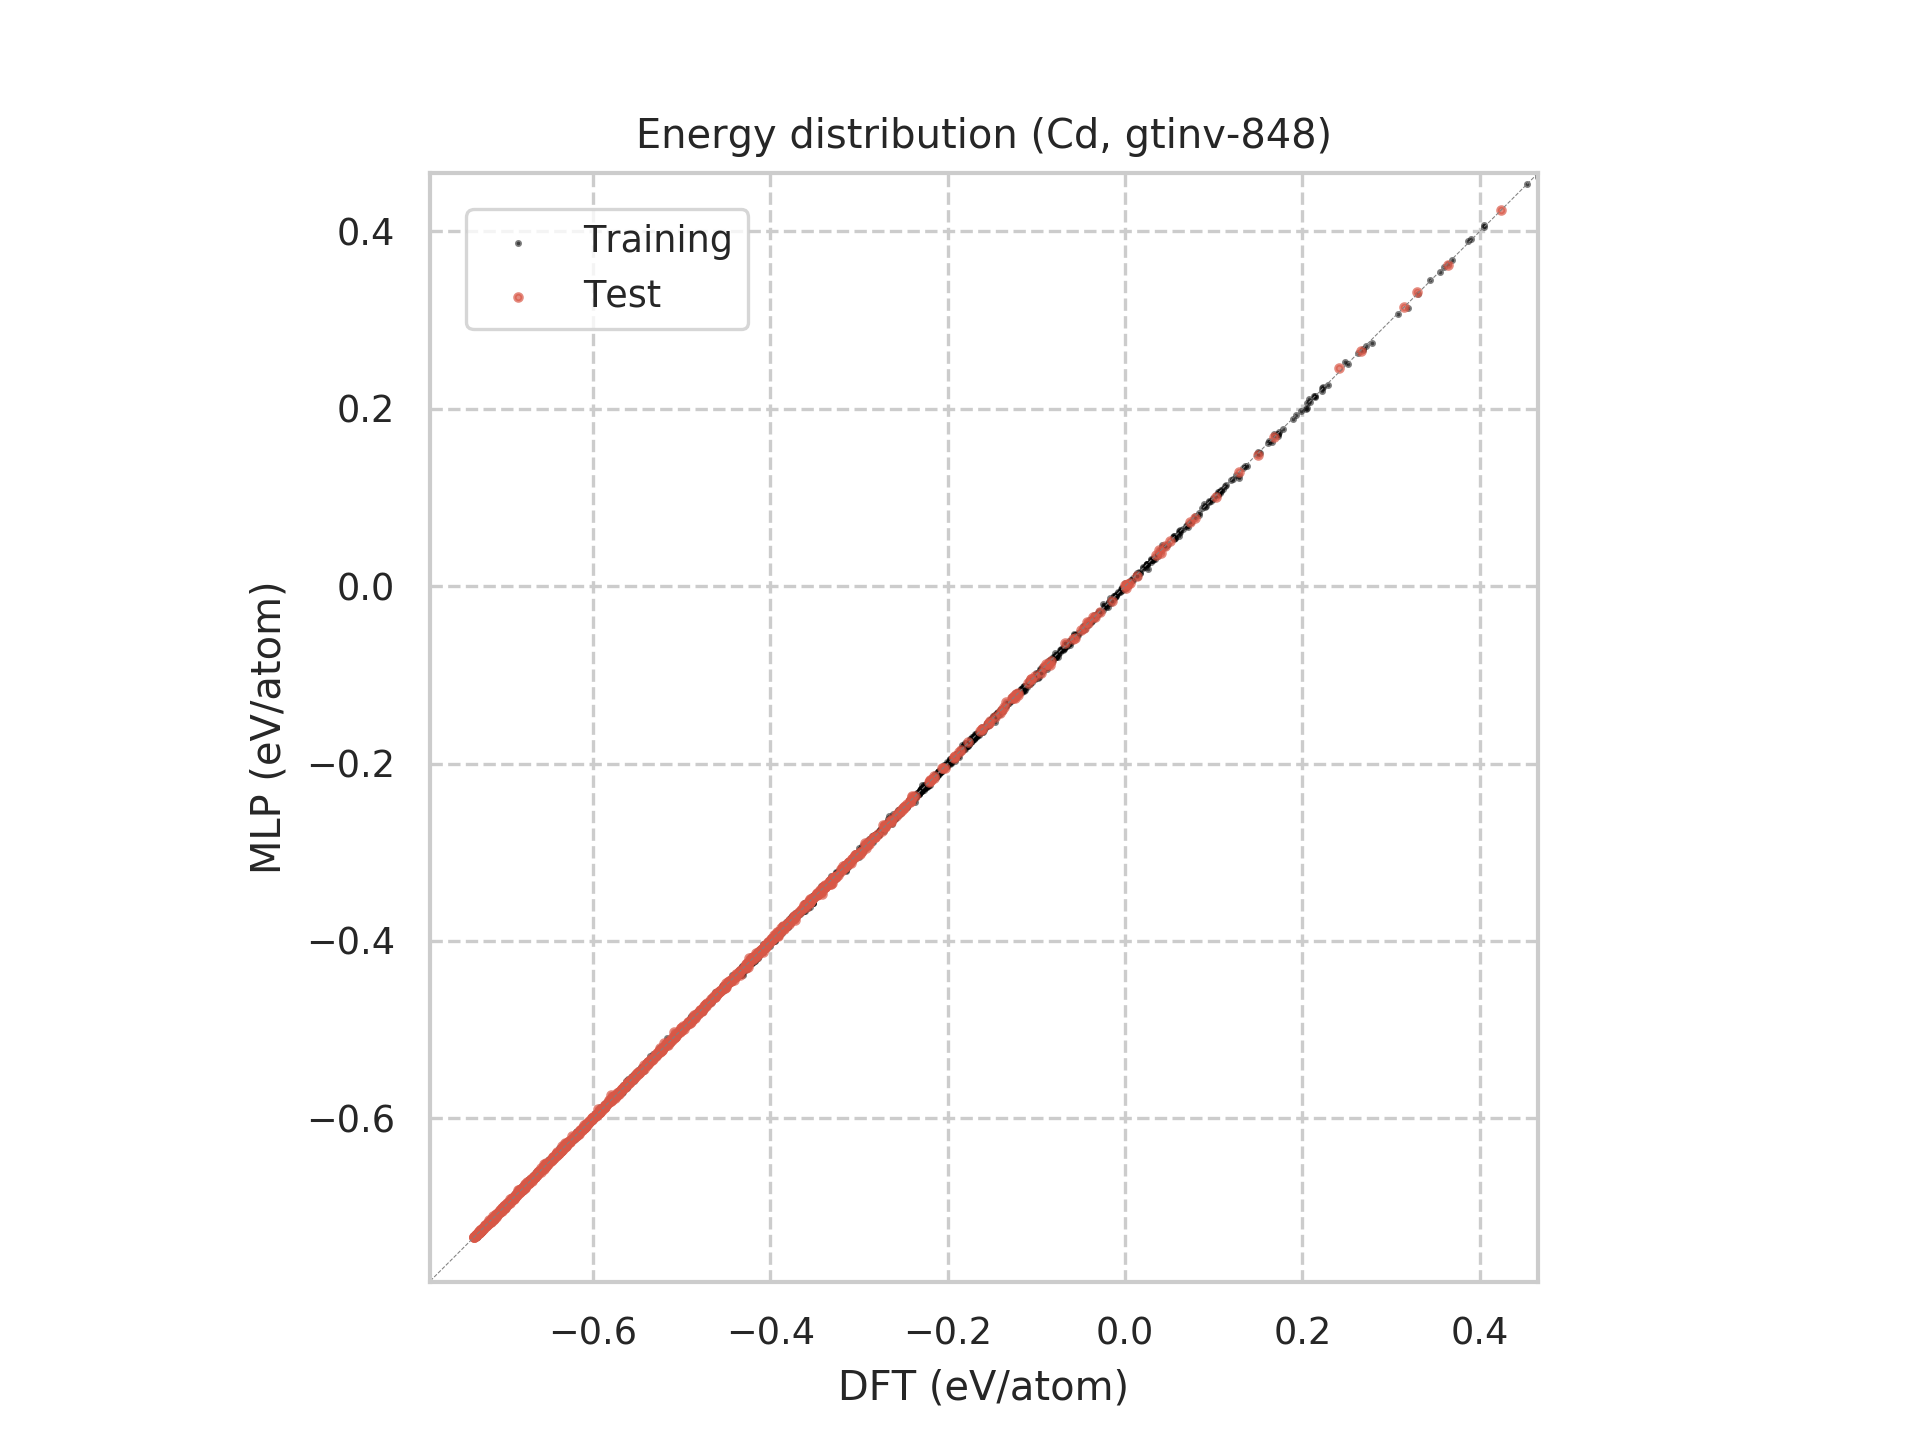 Energy distribution (Cd, gtinv-848)
Training
Test
MLP (eV/atom)
0.4
0.2
0.0
−0.2
−0.4
−0.6
−0.6 −0.4 −0.2 0.0 0.2 0.4
DFT (eV/atom)